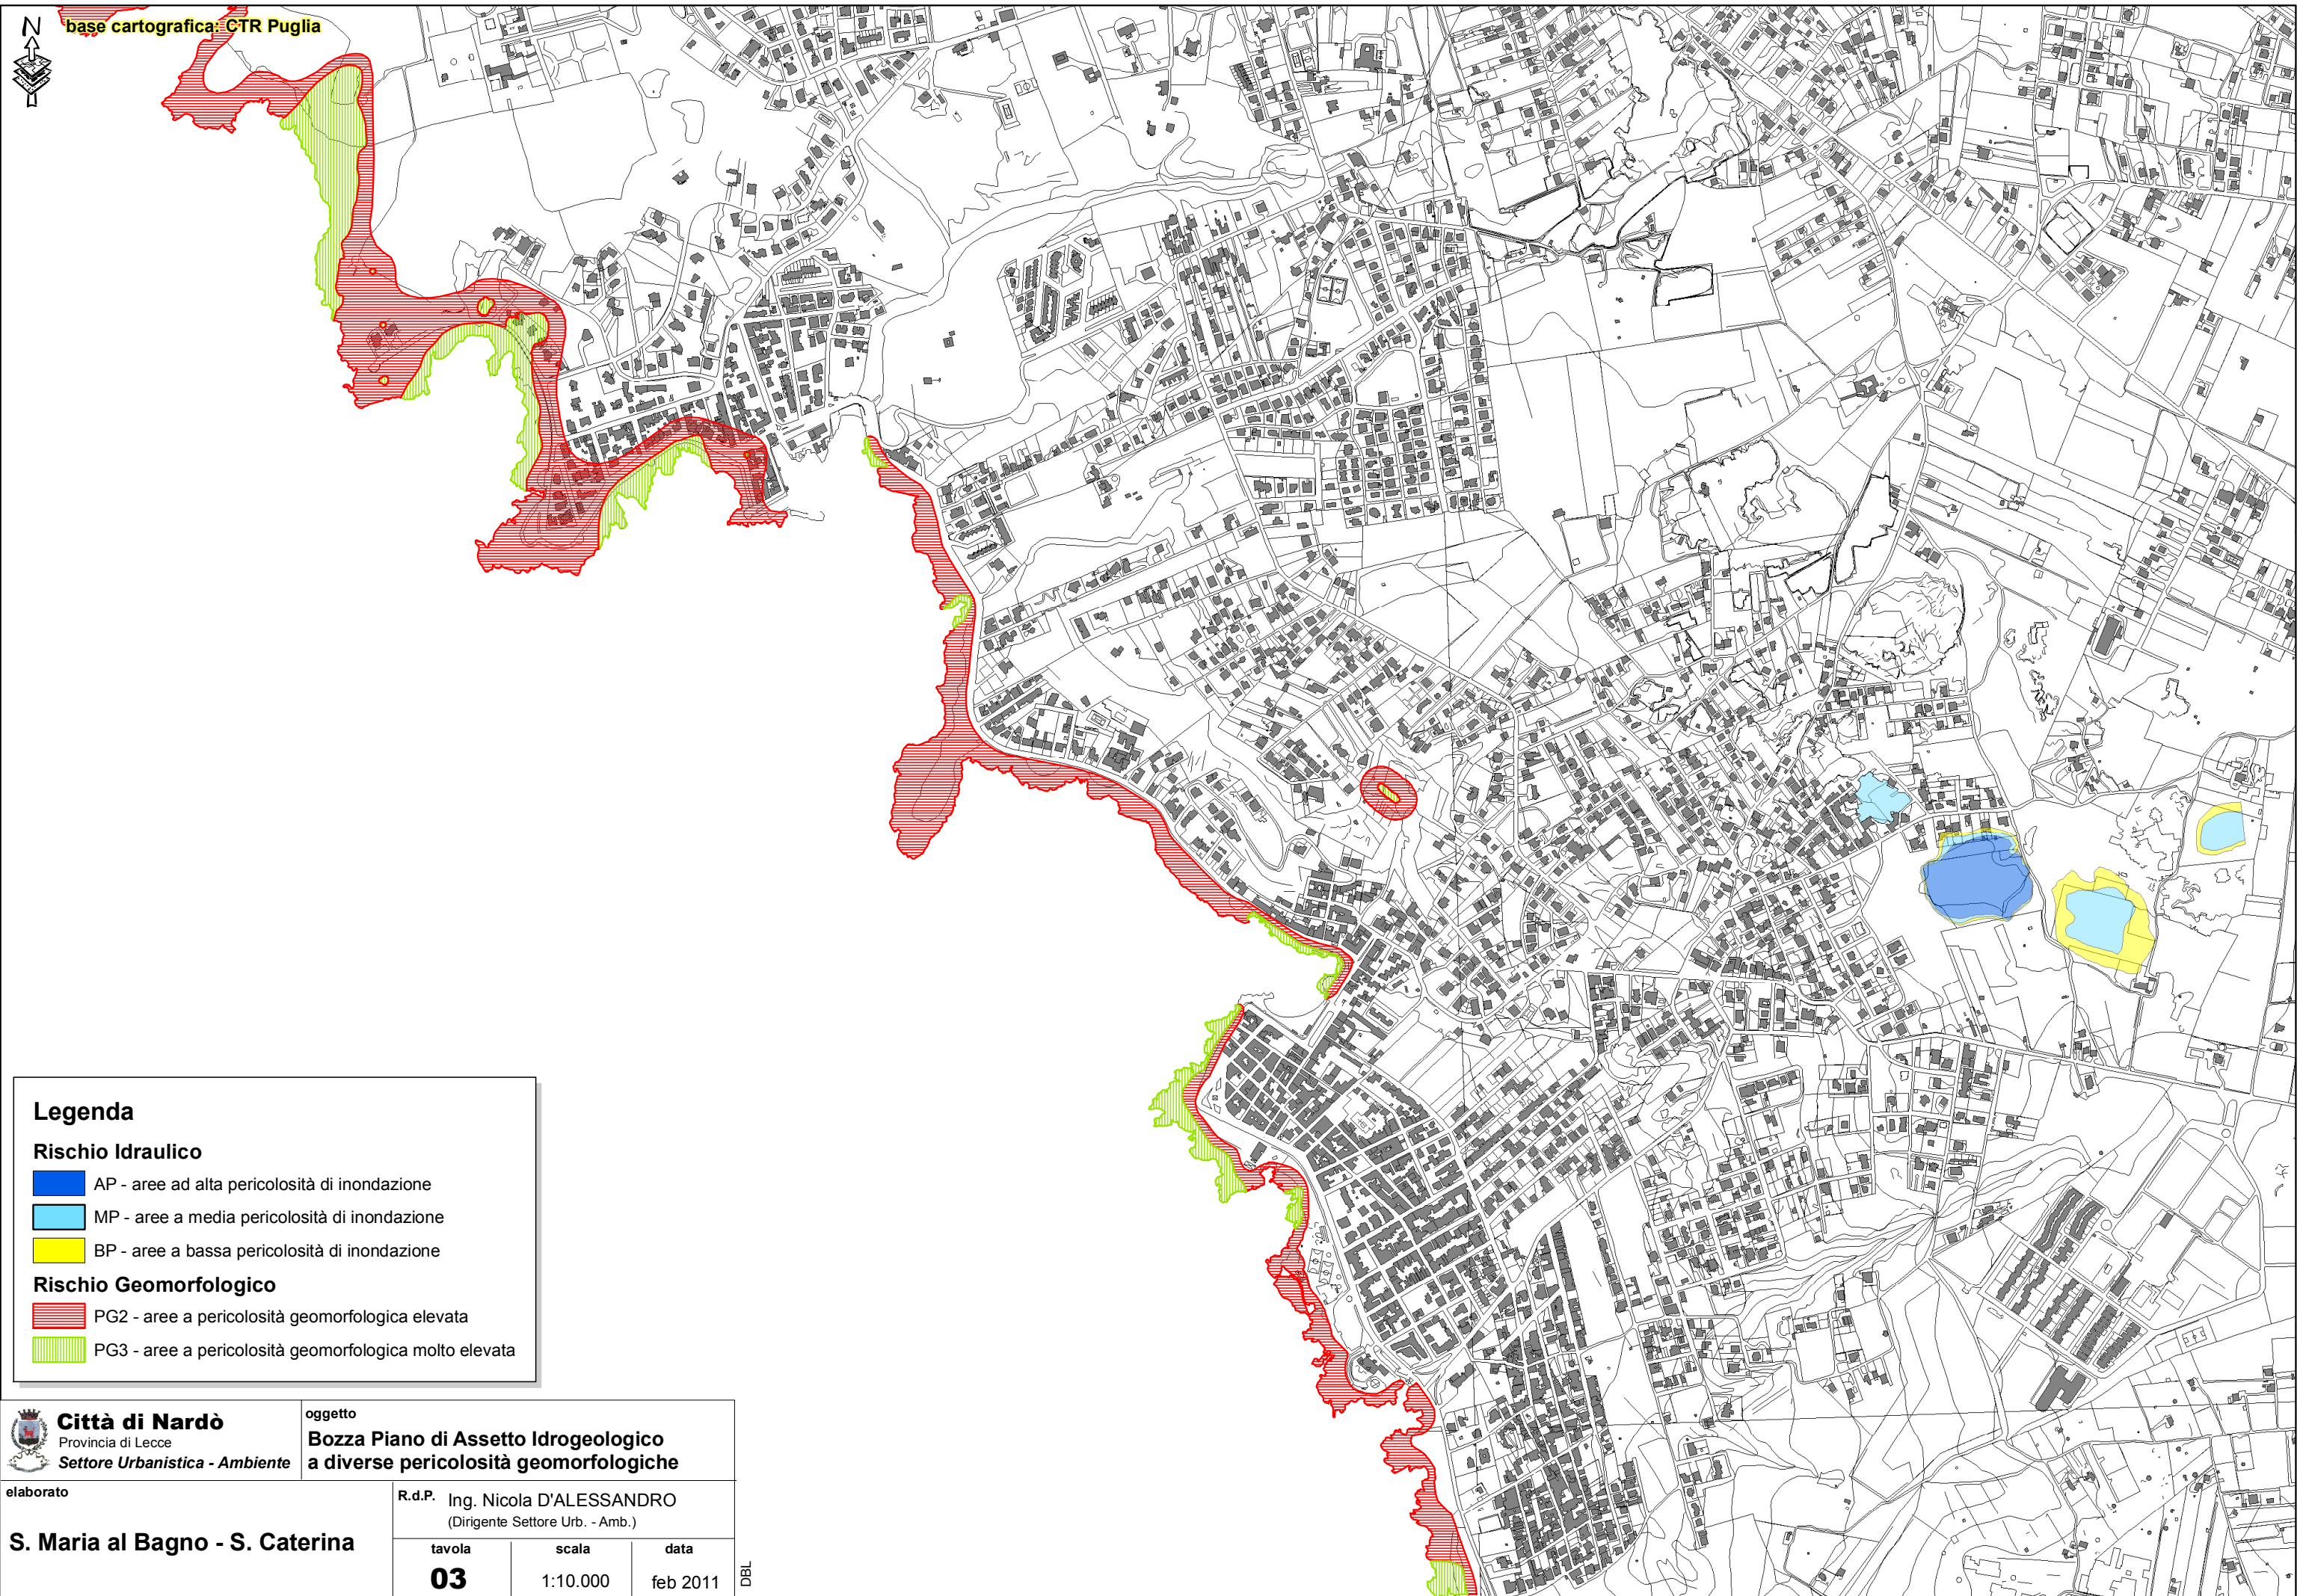 N
base cartografica: CTR Puglia
Legenda
Rischio Idraulico
AP - aree ad alta pericolosità di inondazione
MP - aree a media pericolosità di inondazione
BP - aree a bassa pericolosità di inondazione
Rischio Geomorfologico
PG2 - aree a pericolosità geomorfologica elevata
PG3 - aree a pericolosità geomorfologica molto elevata
Città di Nardò
Provincia di Lecce
Settore Urbanistica - Ambiente
oggetto
Bozza Piano di Assetto Idrogeologico
a diverse pericolosità geomorfologiche
elaborato
S. Maria al Bagno - S. Caterina
R.d.P. Ing. Nicola D'ALESSANDRO
(Dirigente Settore Urb. - Amb.)
tavola
03
scala
1:10.000
data
feb 2011
DBL